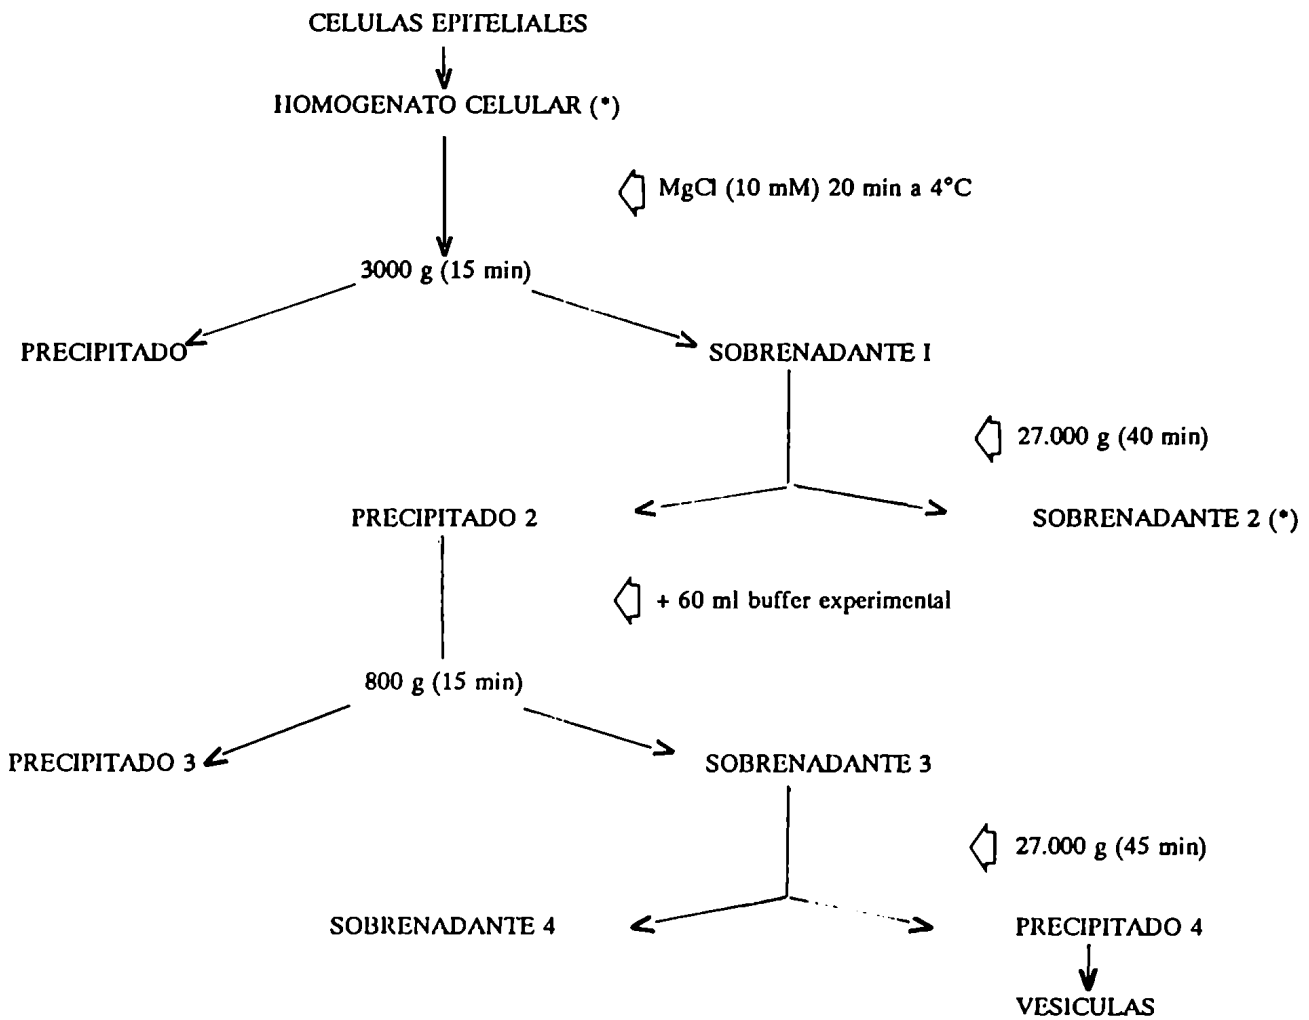 CELULAS EPITELIALES
HOMOGENATO CELULAR (*)
MgCl (10 mM) 20 min a 4°C
3000 g (15 min)
PRECIPITADO
SOBRENADANTE 1
27.000 g (40 min)
PRECIPITADO 2
SOBRENADANTE 2 (*)
+ 60 ml buffer experimental
800 g (15 min)
PRECIPITADO 3
SOBRENADANTE 3
27.000 g (45 min)
SOBRENADANTE 4
PRECIPITADO 4
VESICULAS